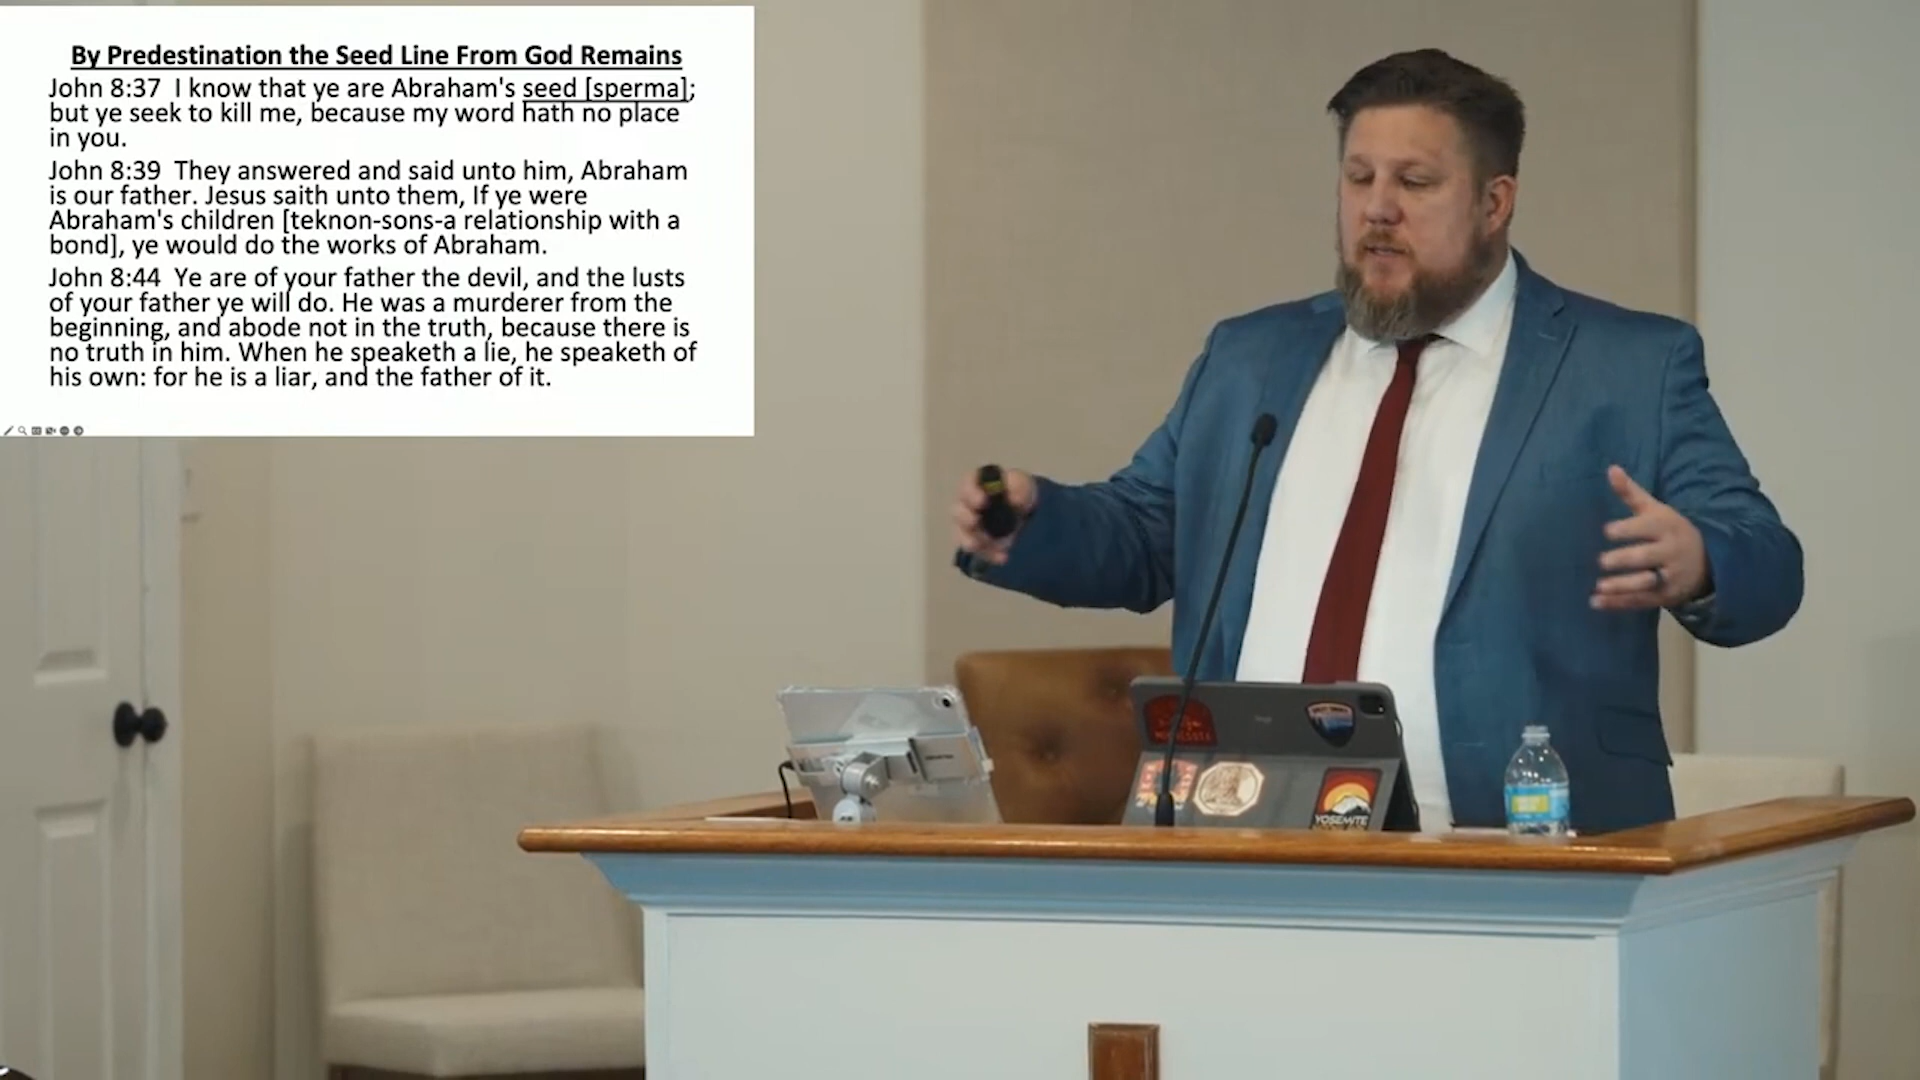 By Predestination the Seed Line From God Remains
John 8:37 I know that ye are Abraham's seed [sperma];
but ye seek to kill me, because my word hath no place
in you.
John 8:39 They answered and said unto him, Abraham
is our father. Jesus saith unto them, If ye were
Abraham's children [teknon-sons-a relationship with a
bond], ye would do the works of Abraham.
John 8:44 Ye are of your father the devil, and the lusts
of your father ye will do. He was a murderer from the
beginning, and abode not in the truth, because there is
no truth in him. When he speaketh a lie, he speaketh of
his own: for he is a liar, and the father of it.
MINNESOTA
YOSEMITE